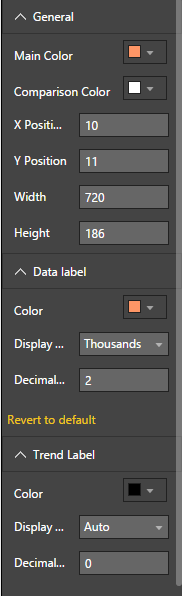 General
Main Color
Comparison Color
X Positi... 10
Y Position 11
Width 720
Height 186
Data label
Color
Display ... Thousands
Decimal... 2
Revert to default
Trend Label
Color
Display ... Auto
Decimal... 0